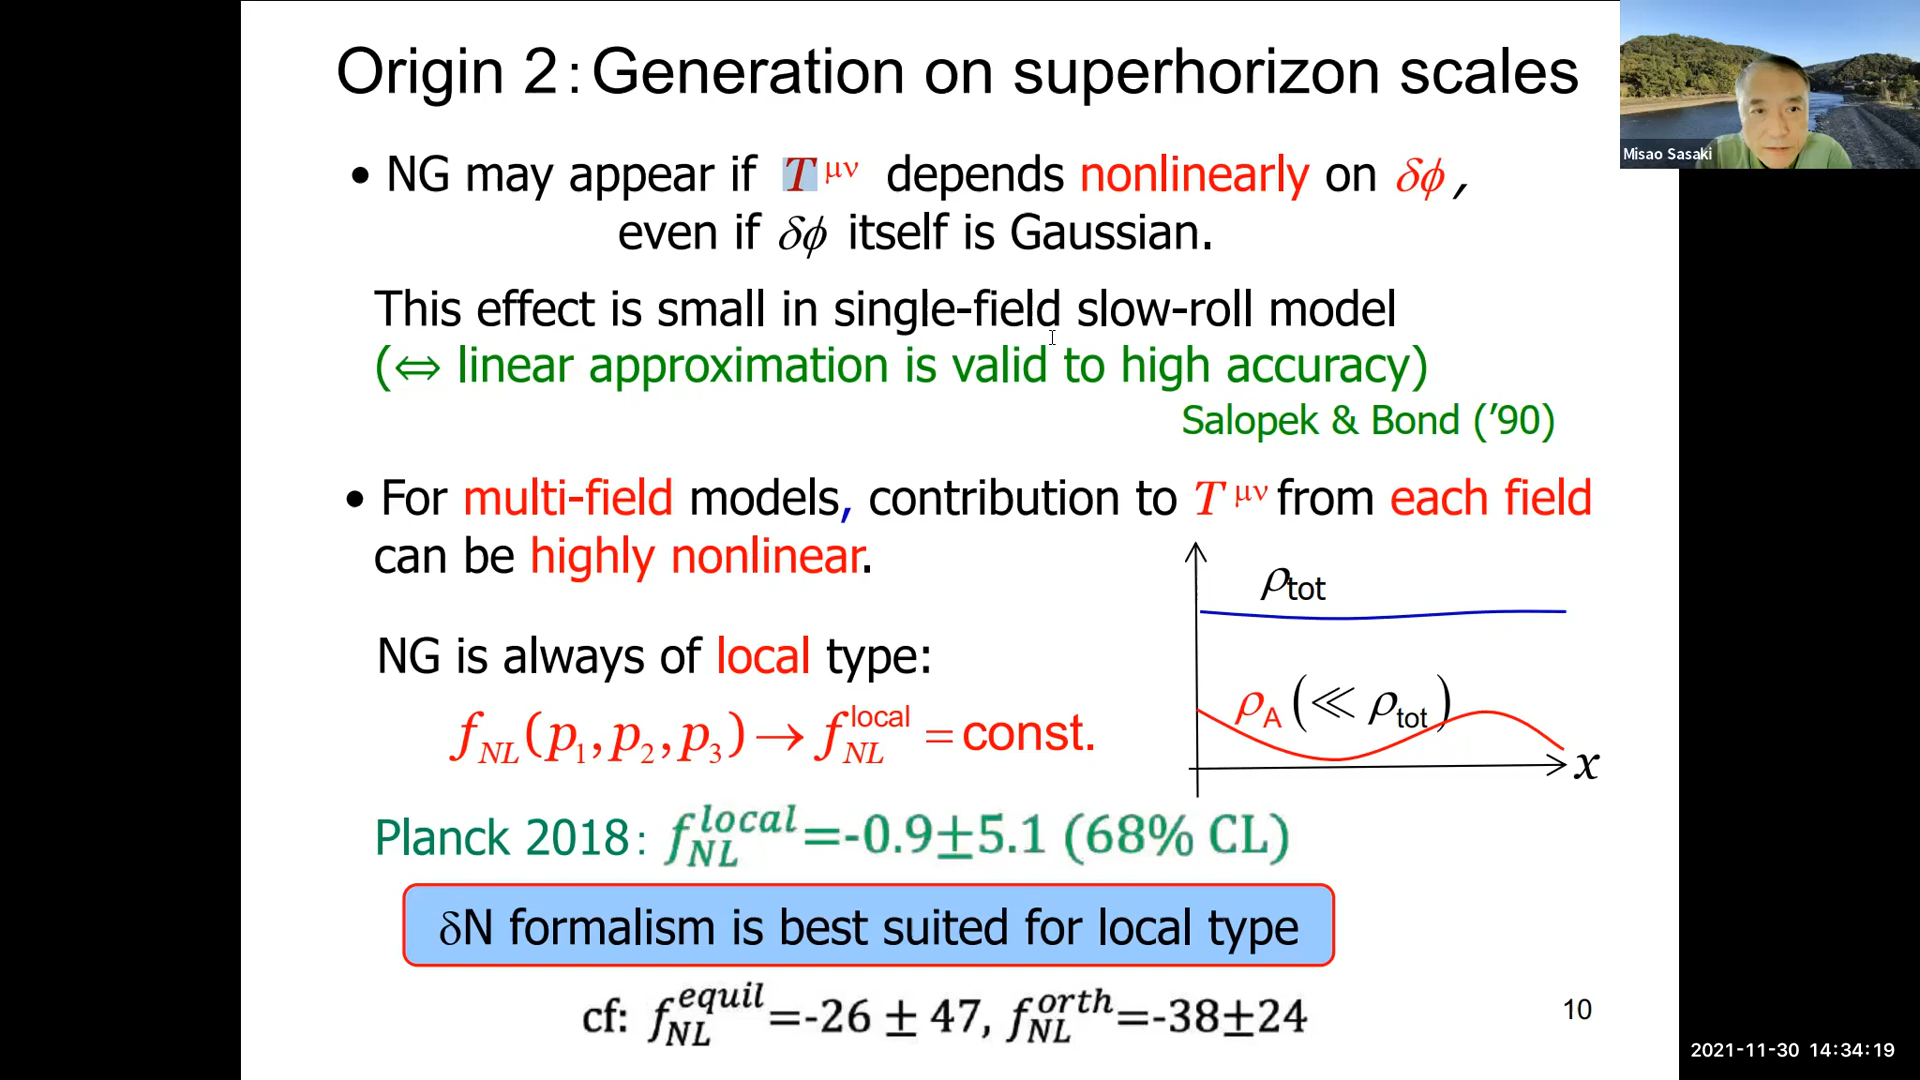 Origin 2:Generation on superhorizon scales
Misao Sasaki
• NG may appear if T^μν depends nonlinearly on δϕ,
even if δϕ itself is Gaussian.
This effect is small in single-field slow-roll model
(⇔ linear approximation is valid to high accuracy)
Salopek & Bond (’90)
• For multi-field models, contribution to T^μν from each field
can be highly nonlinear.
ρtot
NG is always of local type:
ρ_A (≪ ρ_tot)
f_NL(p_1,p_2,p_3) → f_NL^local = const.
x
Planck 2018: f_NL^local=-0.9±5.1 (68% CL)
δN formalism is best suited for local type
cf: f_NL^equil=-26 ± 47, f_NL^orth=-38±24
10
2021-11-30 14:34:19